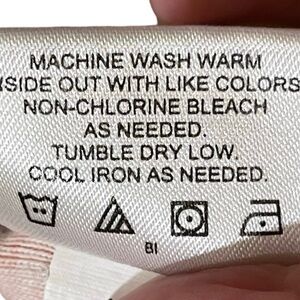 MACHINE WASH WARM
RSIDE OUT WITH LIKE COLORS
NON-CHLORINE BLEACH
AS NEEDED.
TUMBLE DRY LOW.
COOL IRON AS NEEDED.
BI